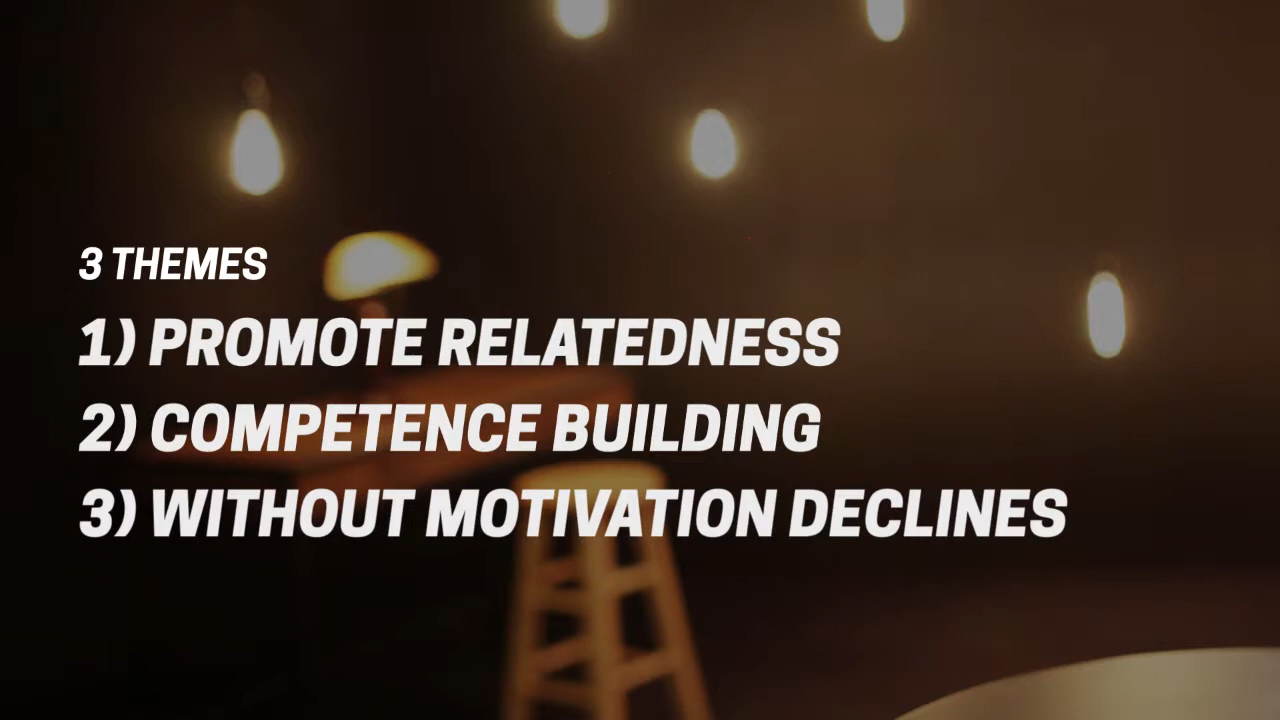 3 THEMES
1) PROMOTE RELATEDNESS
2) COMPETENCE BUILDING
3) WITHOUT MOTIVATION DECLINES